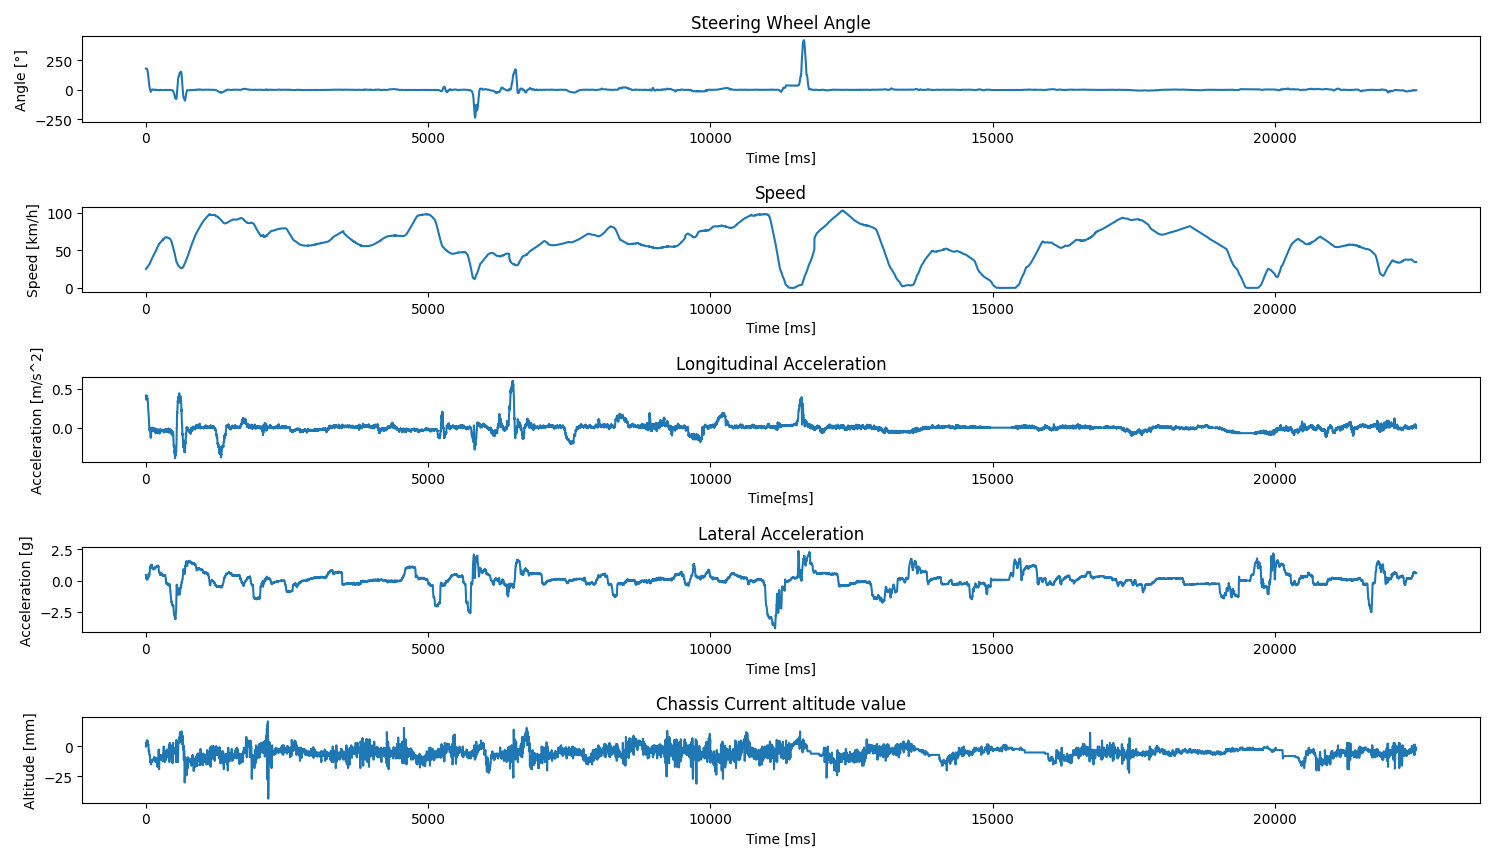 Steering Wheel Angle
Angle [°]
250
0
−250
0 5000 10000 15000 20000
Time [ms]
Speed
Speed [km/h]
100
50
0
0 5000 10000 15000 20000
Time [ms]
Longitudinal Acceleration
Acceleration [m/s^2]
0.5
0.0
0 5000 10000 15000 20000
Time[ms]
Lateral Acceleration
Acceleration [g]
2.5
0.0
−2.5
0 5000 10000 15000 20000
Time [ms]
Chassis Current altitude value
Altitude [mm]
0
−25
0 5000 10000 15000 20000
Time [ms]